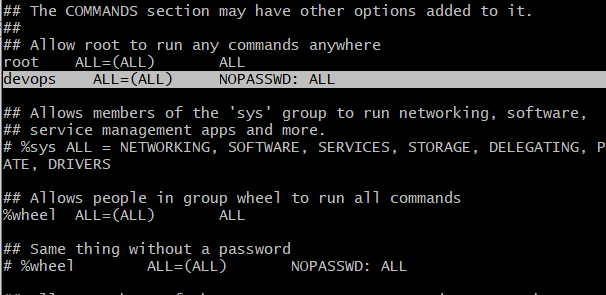 ## The COMMANDS section may have other options added to it.
##
## Allow root to run any commands anywhere
root    ALL=(ALL)       ALL
devops    ALL=(ALL)     NOPASSWD: ALL
## Allows members of the 'sys' group to run networking, software,
## service management apps and more.
# %sys ALL = NETWORKING, SOFTWARE, SERVICES, STORAGE, DELEGATING, P
ATE, DRIVERS
## Allows people in group wheel to run all commands
%wheel  ALL=(ALL)       ALL
## Same thing without a password
# %wheel        ALL=(ALL)       NOPASSWD: ALL